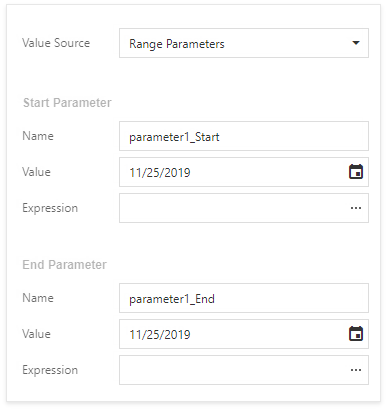 Value Source Range Parameters
Start Parameter
Name parameter1_Start
Value 11/25/2019
Expression ...
End Parameter
Name parameter1_End
Value 11/25/2019
Expression ...